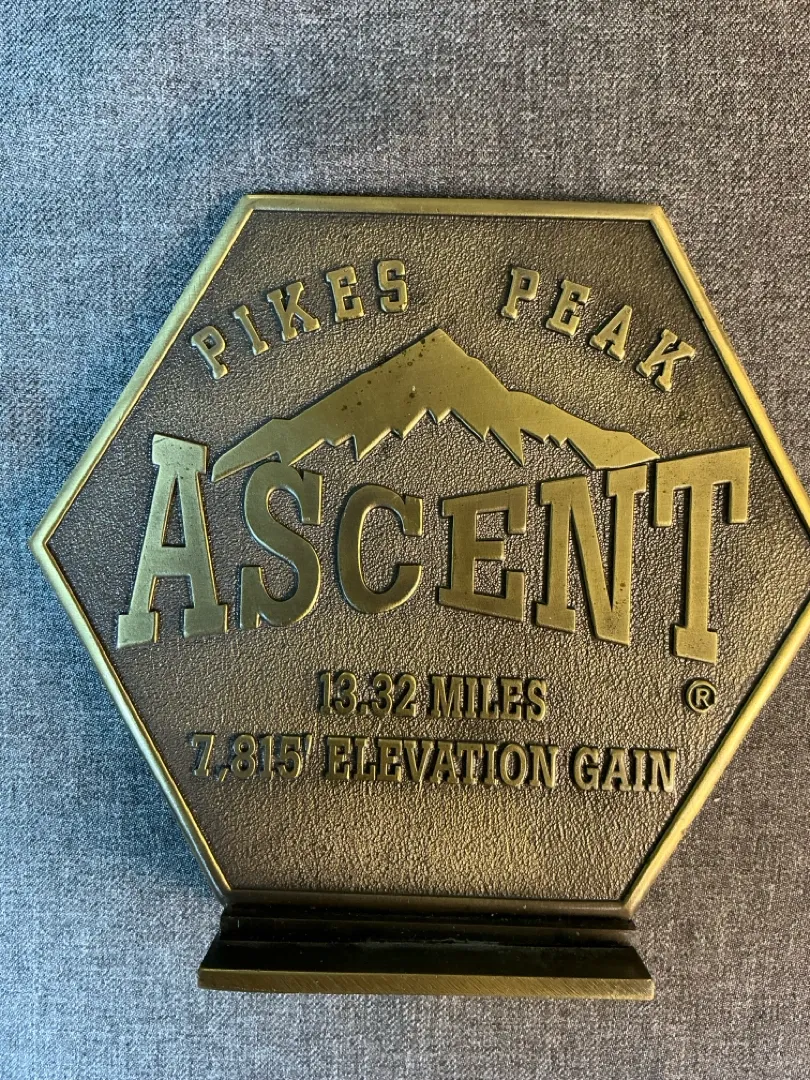 PIKES PEAK
ASCENT
®
13.32 MILES
7,815' ELEVATION GAIN